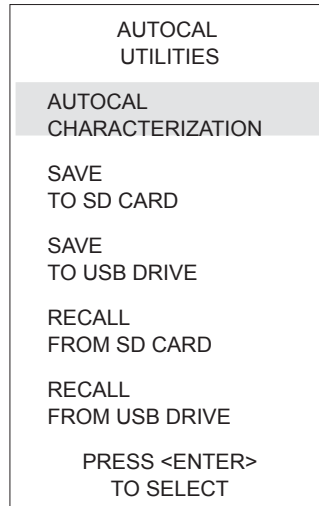 AUTOCAL
UTILITIES
AUTOCAL
CHARACTERIZATION
SAVE
TO SD CARD
SAVE
TO USB DRIVE
RECALL
FROM SD CARD
RECALL
FROM USB DRIVE
PRESS <ENTER>
TO SELECT